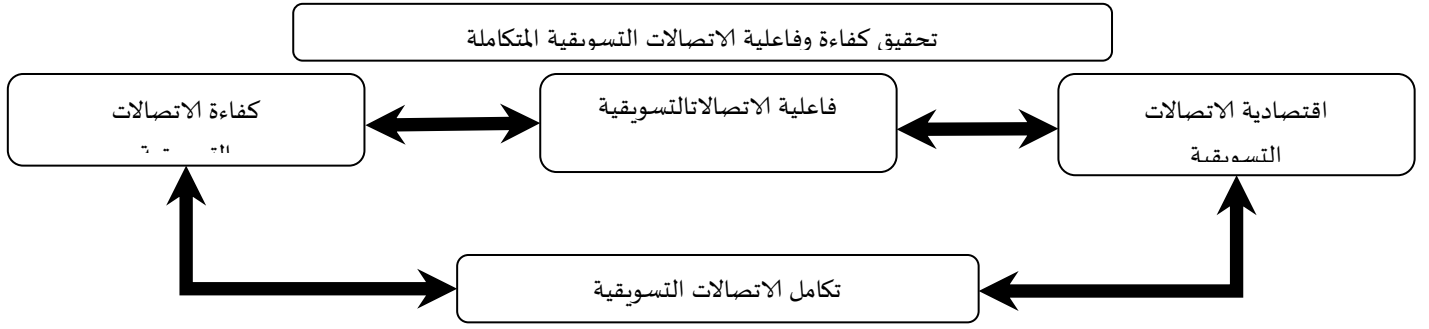 تحقيق كفاءة وفاعلية الاتصالات التسويقية المتكاملة
اقتصادية الاتصالات
التسويقية
فاعلية الاتصالاتالتسويقية
كفاءة الاتصالات
تكامل الاتصالات التسويقية